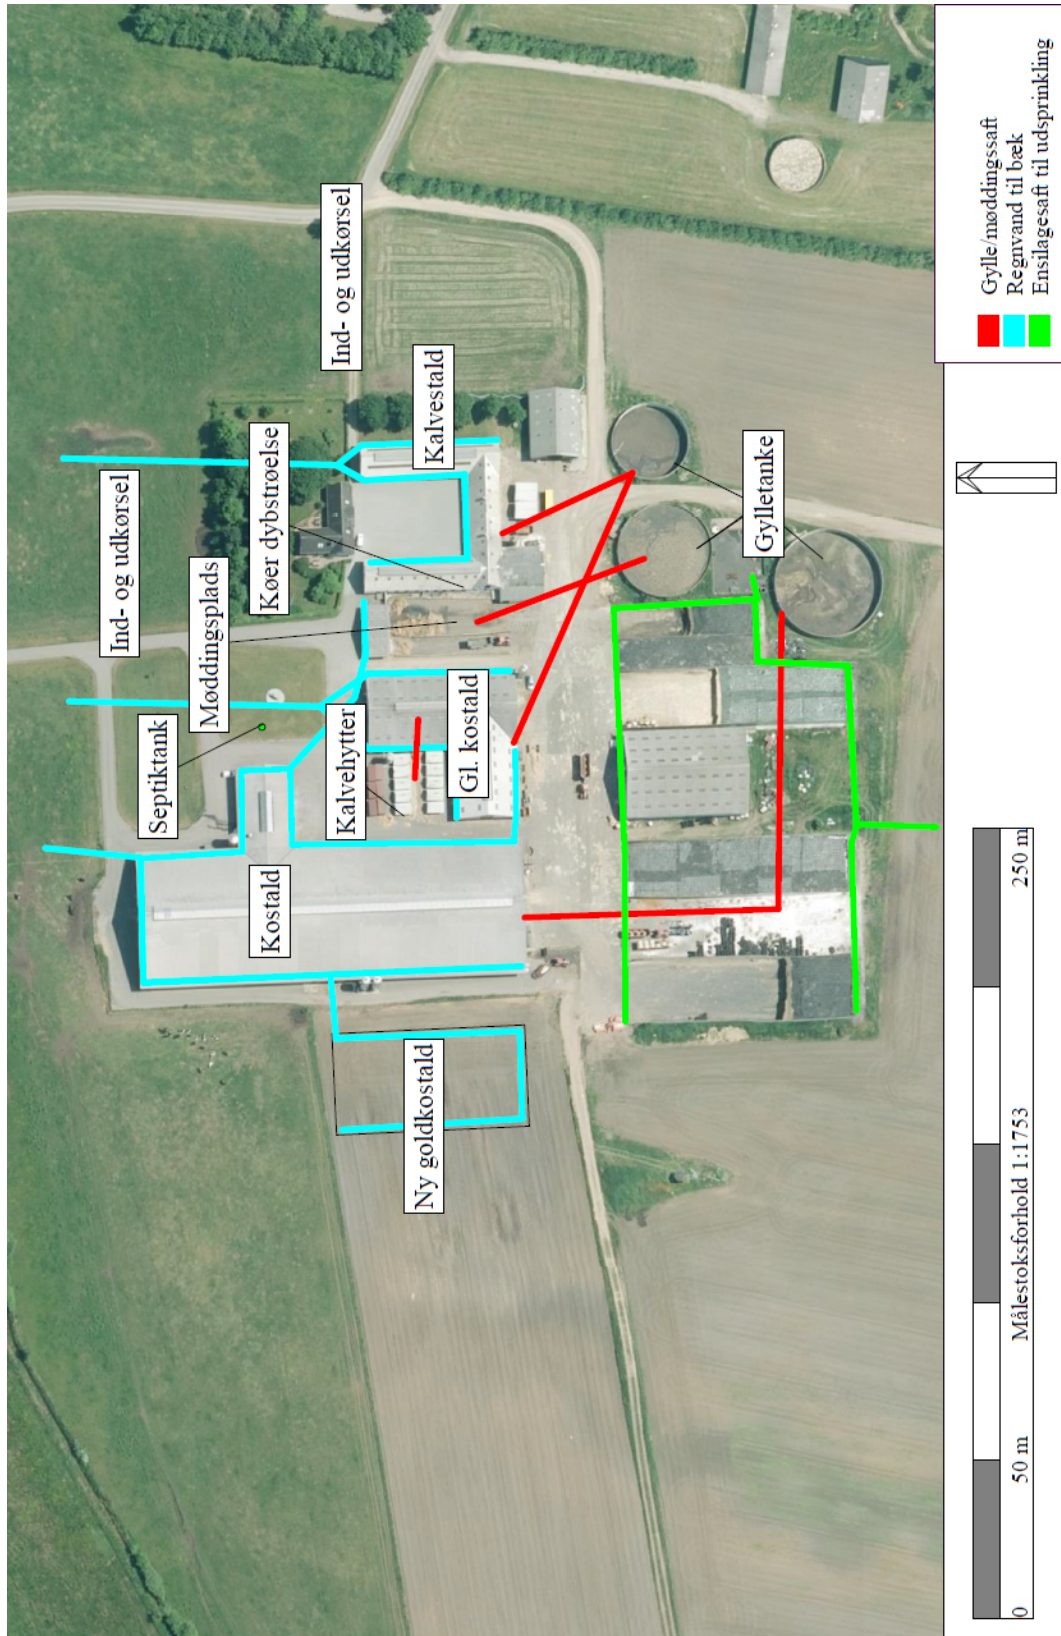 Ind- og udkørsel
Ind- og udkørsel
Septiktank
Møddingsplads
Køer dybstrøelse
Kalvestald
Kostald
Kalvehytter
Gl. kostald
Ny goldkostald
Gylletanke
Gylle/møddingssaft
Regnvand til bæk
Ensilagesaft til udsprinkling
0
50 m
250 m
Målestoksforhold 1:1753